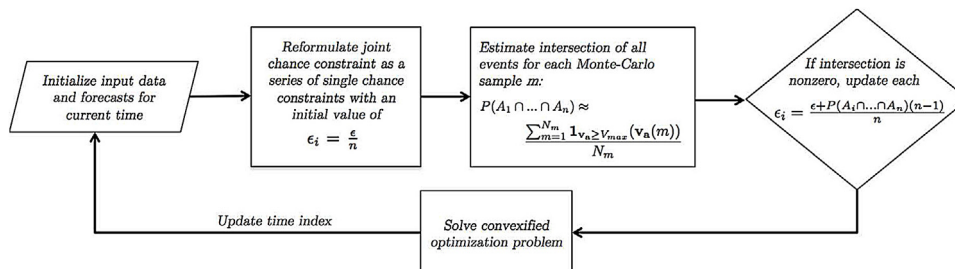 Initialize input data
and forecasts for
current time
Reformulate joint
chance constraint as a
series of single chance
constraints with an
initial value of
ϵ_i = ϵ/n
Estimate intersection of all
events for each Monte-Carlo
sample m:
P(A_1 ∩ ... ∩ A_n) ≈
∑_{m=1}^{N_m} 1_{v_a ≥ V_{max}}(v_a(m)) / N_m
If intersection is
nonzero, update each
ϵ_i = ϵ+P(A_i∩...∩A_n)(n−1) / n
Solve convexified
optimization problem
Update time index